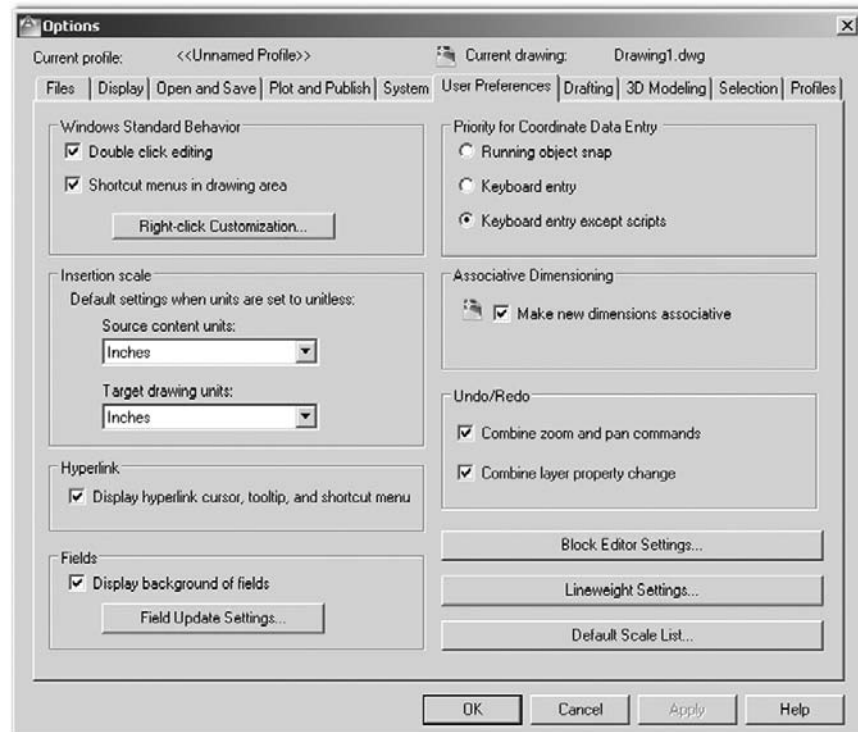 Options
Current profile: <<Unnamed Profile>> Current drawing: Drawing1.dwg
Files Display Open and Save Plot and Publish System User Preferences Drafting 3D Modeling Selection Profiles
Windows Standard Behavior
Double click editing
Shortcut menus in drawing area
Right-click Customization...
Insertion scale
Default settings when units are set to unitless:
Source content units:
Inches
Target drawing units:
Inches
Hyperlink
Display hyperlink cursor, tooltip, and shortcut menu
Fields
Display background of fields
Field Update Settings...
Priority for Coordinate Data Entry
Running object snap
Keyboard entry
Keyboard entry except scripts
Associative Dimensioning
Make new dimensions associative
Undo/Redo
Combine zoom and pan commands
Combine layer property change
Block Editor Settings...
Lineweight Settings...
Default Scale List...
OK Cancel Apply Help